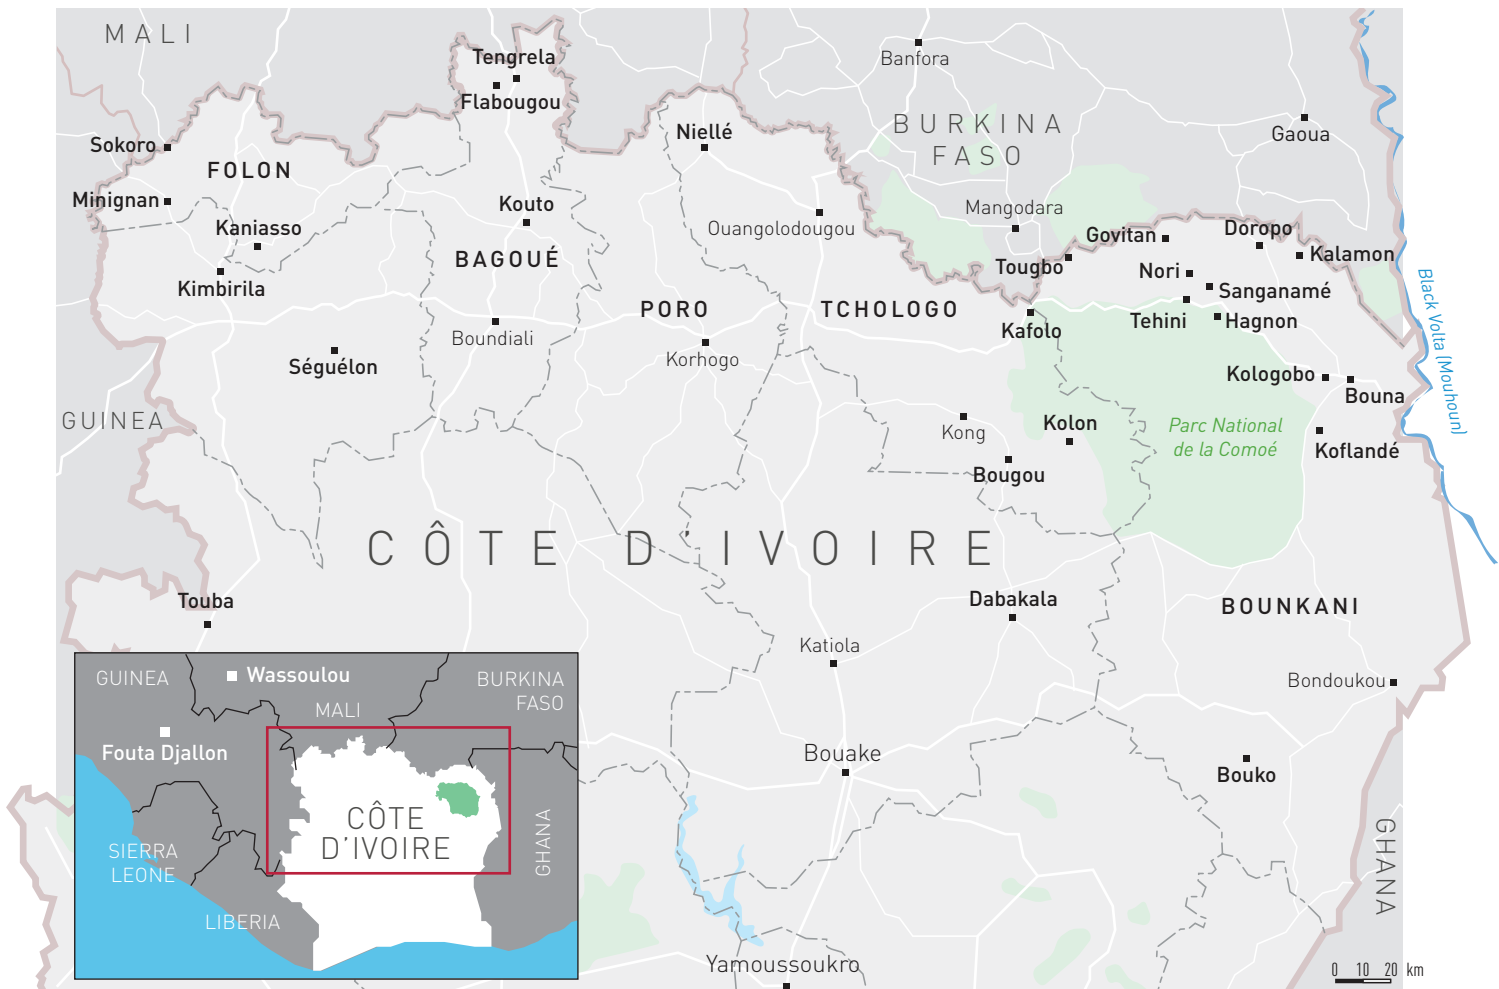 MALI
Tengrela
Flabougou
Banfora
BURKINA
FASO
Gaoua
Sokoro
FOLON
Niellé
Minignan
Kaniasso
Kouto
Ouangolodougou
Mangodara
Govitan
Doropo
Kalamon
Kimbirila
BAGOUÉ
Tougbo
Nori
Sanganamé
PORO
TCHOLOGO
Kafolo
Tehini
Hagnon
Black Volta (Mouhoun)
Boundiali
Séguélon
Korhogo
Kologobo
Bouna
GUINEA
Kong
Kolon
Parc National
de la Comoé
Koflandé
Bougou
CÔTE D'IVOIRE
Touba
Dabakala
BOUNKANI
Katiola
Bondoukou
Bouake
Bouko
GHANA
Yamoussoukro
0 10 20 km
GUINEA
Wassoulou
BURKINA
FASO
MALI
Fouta Djallon
CÔTE
D'IVOIRE
GHANA
SIERRA
LEONE
LIBERIA